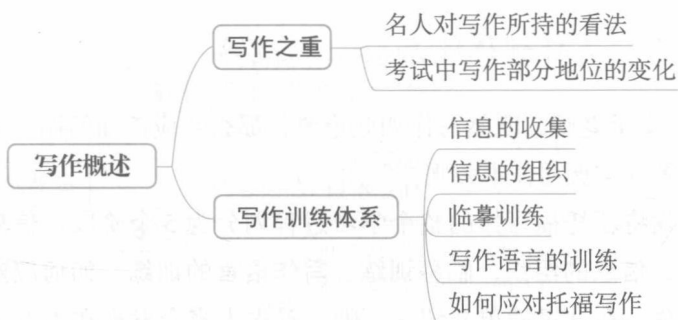 写作概述
写作之重
名人对写作所持的看法
考试中写作部分地位的变化
写作训练体系
信息的收集
信息的组织
临摹训练
写作语言的训练
如何应对托福写作